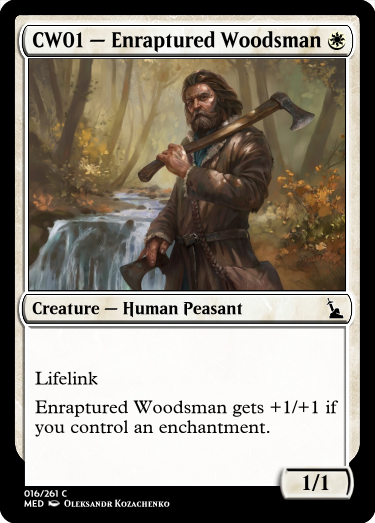 CW01 — Enraptured Woodsman
Creature — Human Peasant
Lifelink
Enraptured Woodsman gets +1/+1 if
you control an enchantment.
1/1
016/261 C
MED Oleksandr Kozachenko